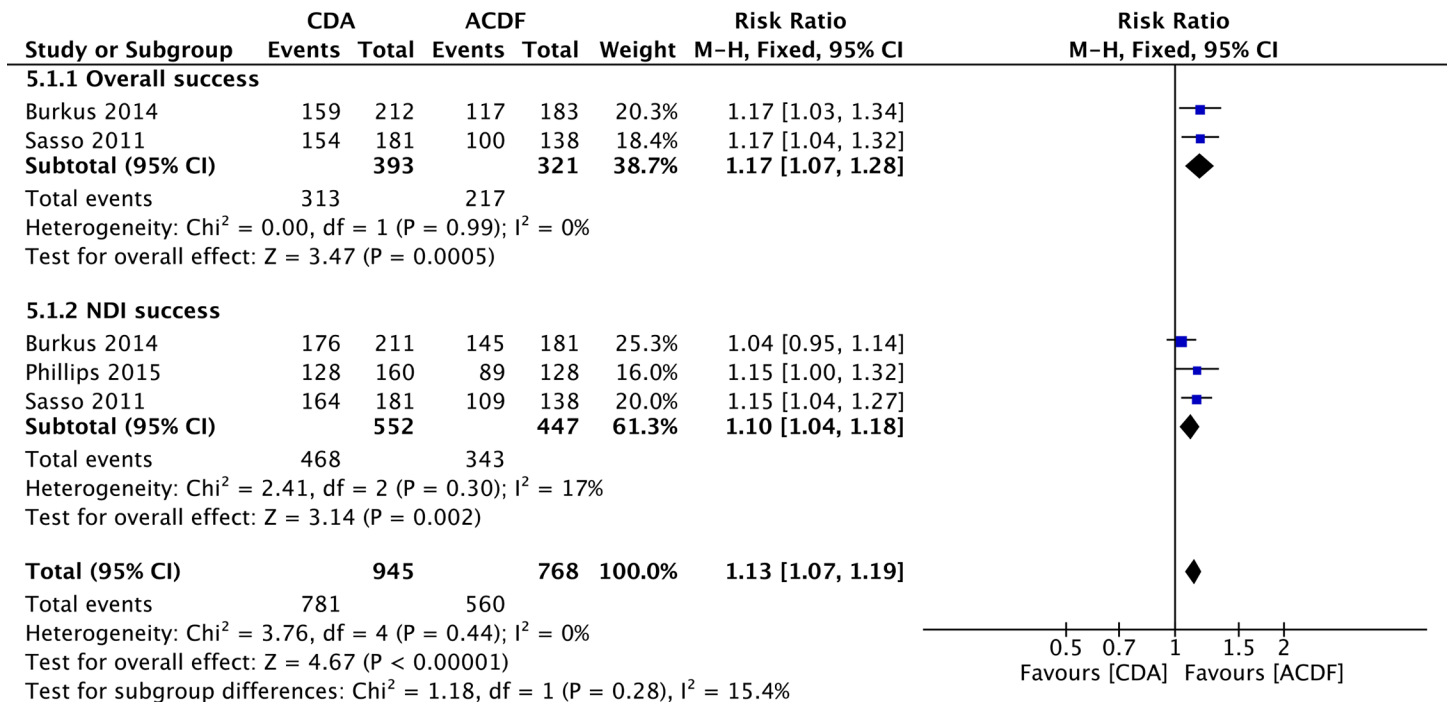 CDA ACDF Risk Ratio Risk Ratio
Study or Subgroup Events Total Events Total Weight M-H, Fixed, 95% CI M-H, Fixed, 95% CI
5.1.1 Overall success
Burkus 2014 159 212 117 183 20.3% 1.17 [1.03, 1.34]
Sasso 2011 154 181 100 138 18.4% 1.17 [1.04, 1.32]
Subtotal (95% CI) 393 321 38.7% 1.17 [1.07, 1.28]
Total events 313 217
Heterogeneity: Chi² = 0.00, df = 1 (P = 0.99); I² = 0%
Test for overall effect: Z = 3.47 (P = 0.0005)
5.1.2 NDI success
Burkus 2014 176 211 145 181 25.3% 1.04 [0.95, 1.14]
Phillips 2015 128 160 89 128 16.0% 1.15 [1.00, 1.32]
Sasso 2011 164 181 109 138 20.0% 1.15 [1.04, 1.27]
Subtotal (95% CI) 552 447 61.3% 1.10 [1.04, 1.18]
Total events 468 343
Heterogeneity: Chi² = 2.41, df = 2 (P = 0.30); I² = 17%
Test for overall effect: Z = 3.14 (P = 0.002)
Total (95% CI) 945 768 100.0% 1.13 [1.07, 1.19]
Total events 781 560
Heterogeneity: Chi² = 3.76, df = 4 (P = 0.44); I² = 0%
Test for overall effect: Z = 4.67 (P < 0.00001)
Test for subgroup differences: Chi² = 1.18, df = 1 (P = 0.28), I² = 15.4%
0.5 0.7 1 1.5 2
Favours [CDA] Favours [ACDF]